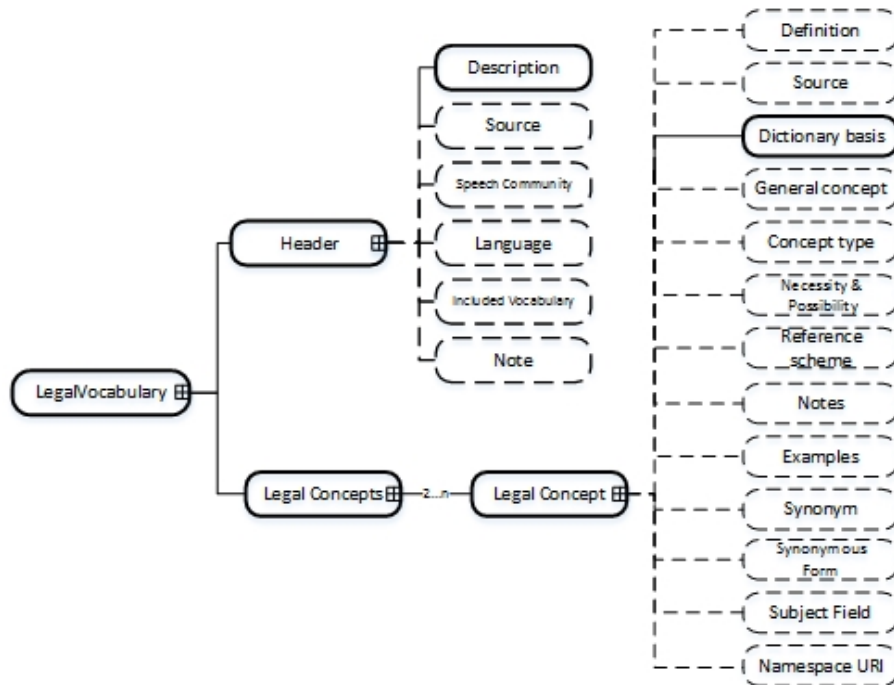 LegalVocabulary
Header
Description
Source
Speech Community
Language
Included Vocabulary
Note
Legal Concepts
2...n
Legal Concept
Definition
Source
Dictionary basis
General concept
Concept type
Necessity &
Possibility
Reference
scheme
Notes
Examples
Synonym
Synonymous
Form
Subject Field
Namespace URI